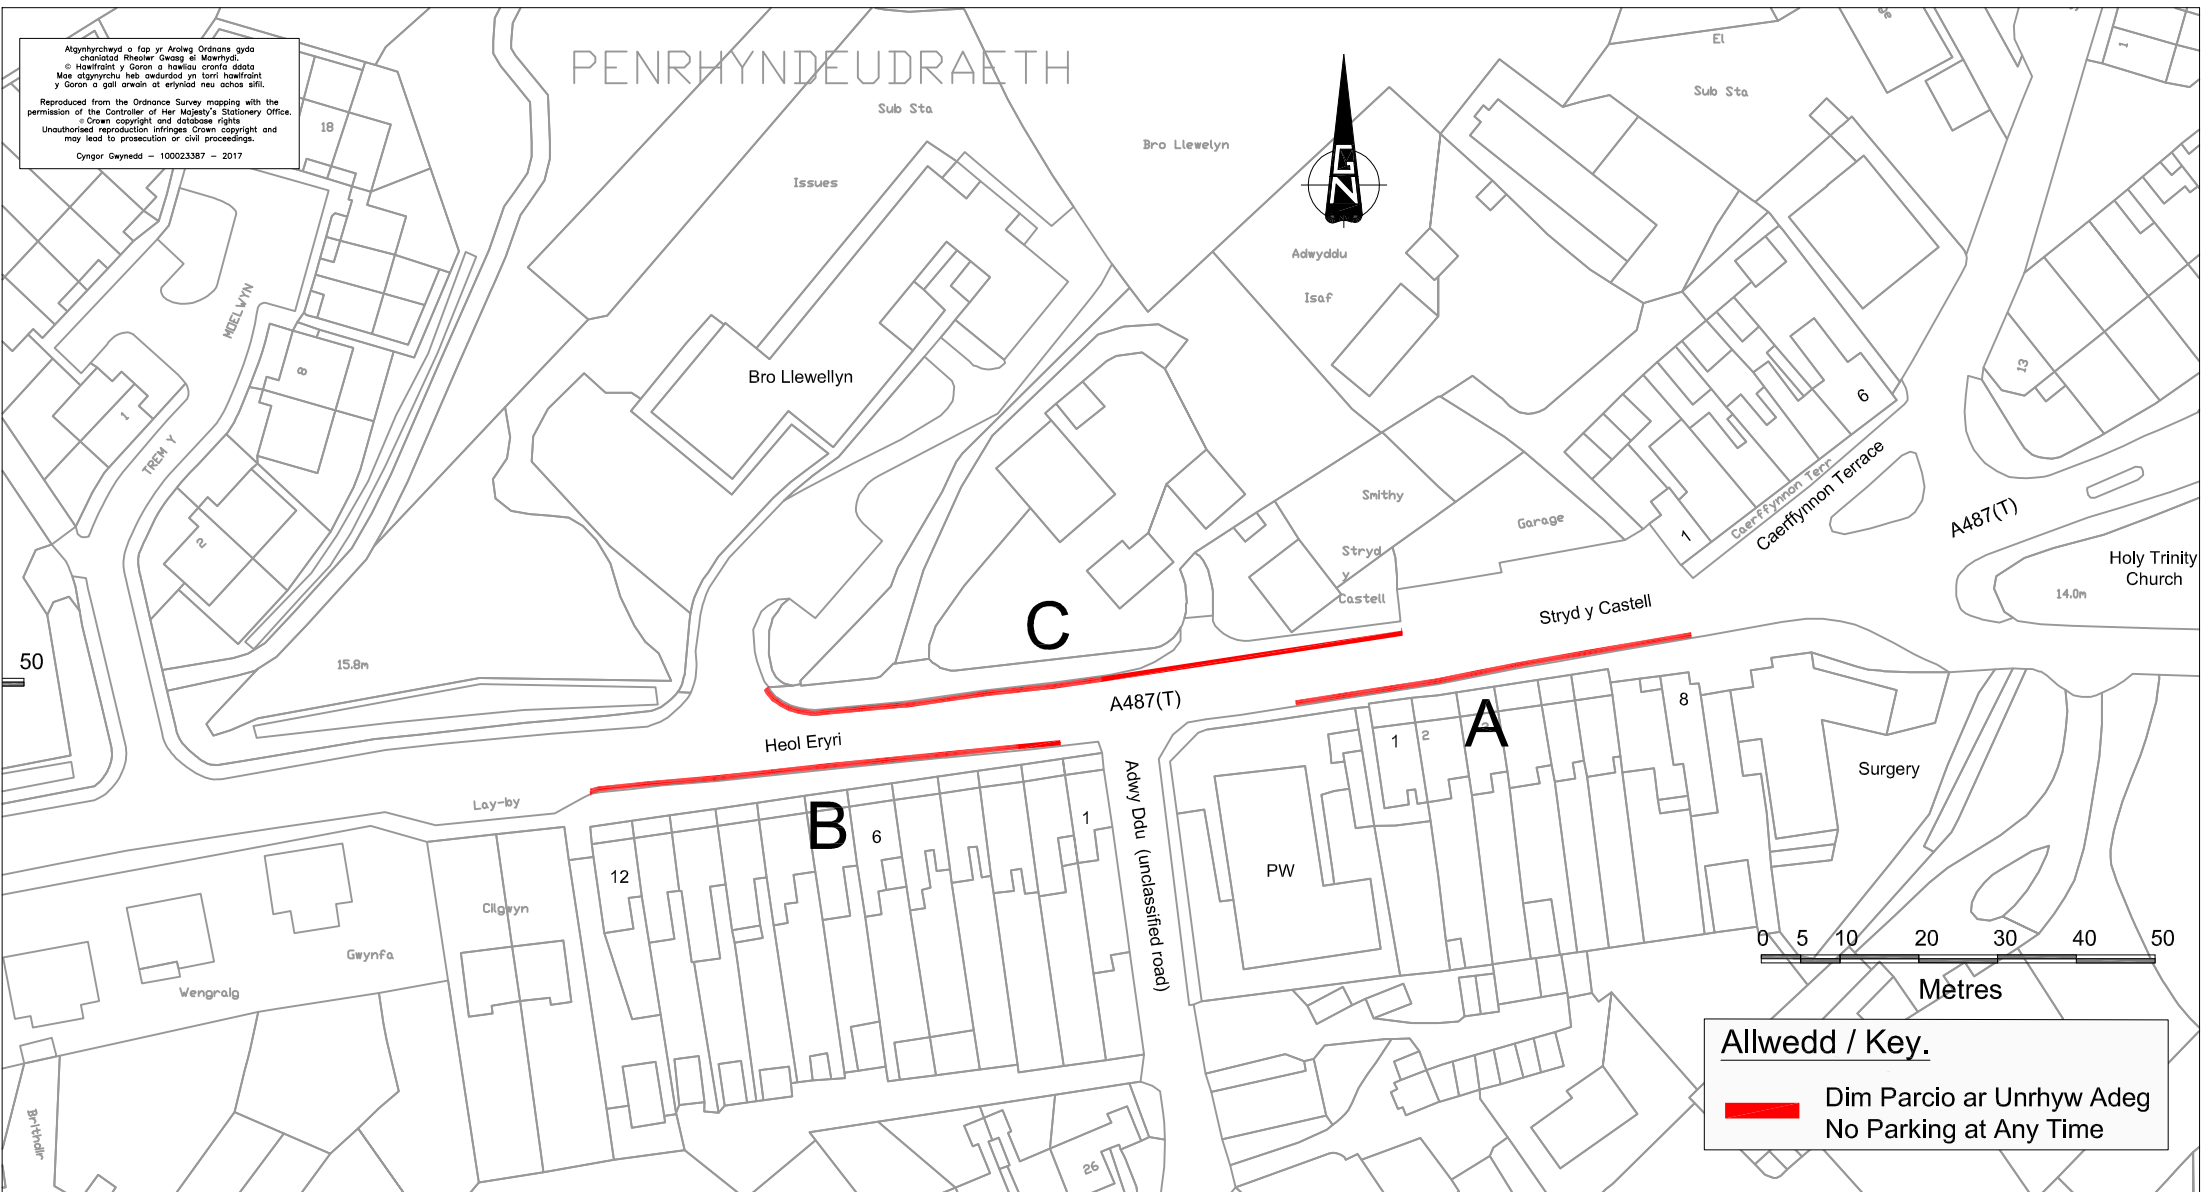 Atgynhyrchwyd o fap yr Arolwg Ordnans gyda
chaniatad Rheolwr Gwasg ei Mawrhydi.
© Hawlfraint y Goron a hawliau cronfa ddata
Mae atgynyrchu heb awdurdod yn torri hawlfraint
y Goron a gall arwain at erlyniad neu achos sifil.
Reproduced from the Ordnance Survey mapping with the
permission of the Controller of Her Majesty's Stationery Office.
© Crown copyright and database rights
Unauthorised reproduction infringes Crown copyright and
may lead to prosecution or civil proceedings.
Cyngor Gwynedd – 100023387 – 2017
PENRHYNDEUDRAETH
Sub Sta
Issues
Bro Llewelyn
El
Sub Sta
1
18
GN
Adwyddu
Isaf
MOELWYN
TREM Y
8
1
2
Bro Llewellyn
13
6
Smithy
Garage
Caerffynnon Terr
Caerffynnon Terrace
1
A487(T)
Holy Trinity
Church
14.0m
Stryd
y
Castell
Stryd y Castell
C
50
15.8m
A487(T)
Heol Eryri
A
1
2
3
8
Surgery
Lay-by
B
6
1
12
Adwy Ddu (unclassified road)
PW
Cilgwyn
Gwynfa
Wengraig
Brithdir
26
0 5 10 20 30 40 50
Metres
Allwedd / Key.
Dim Parcio ar Unrhyw Adeg
No Parking at Any Time